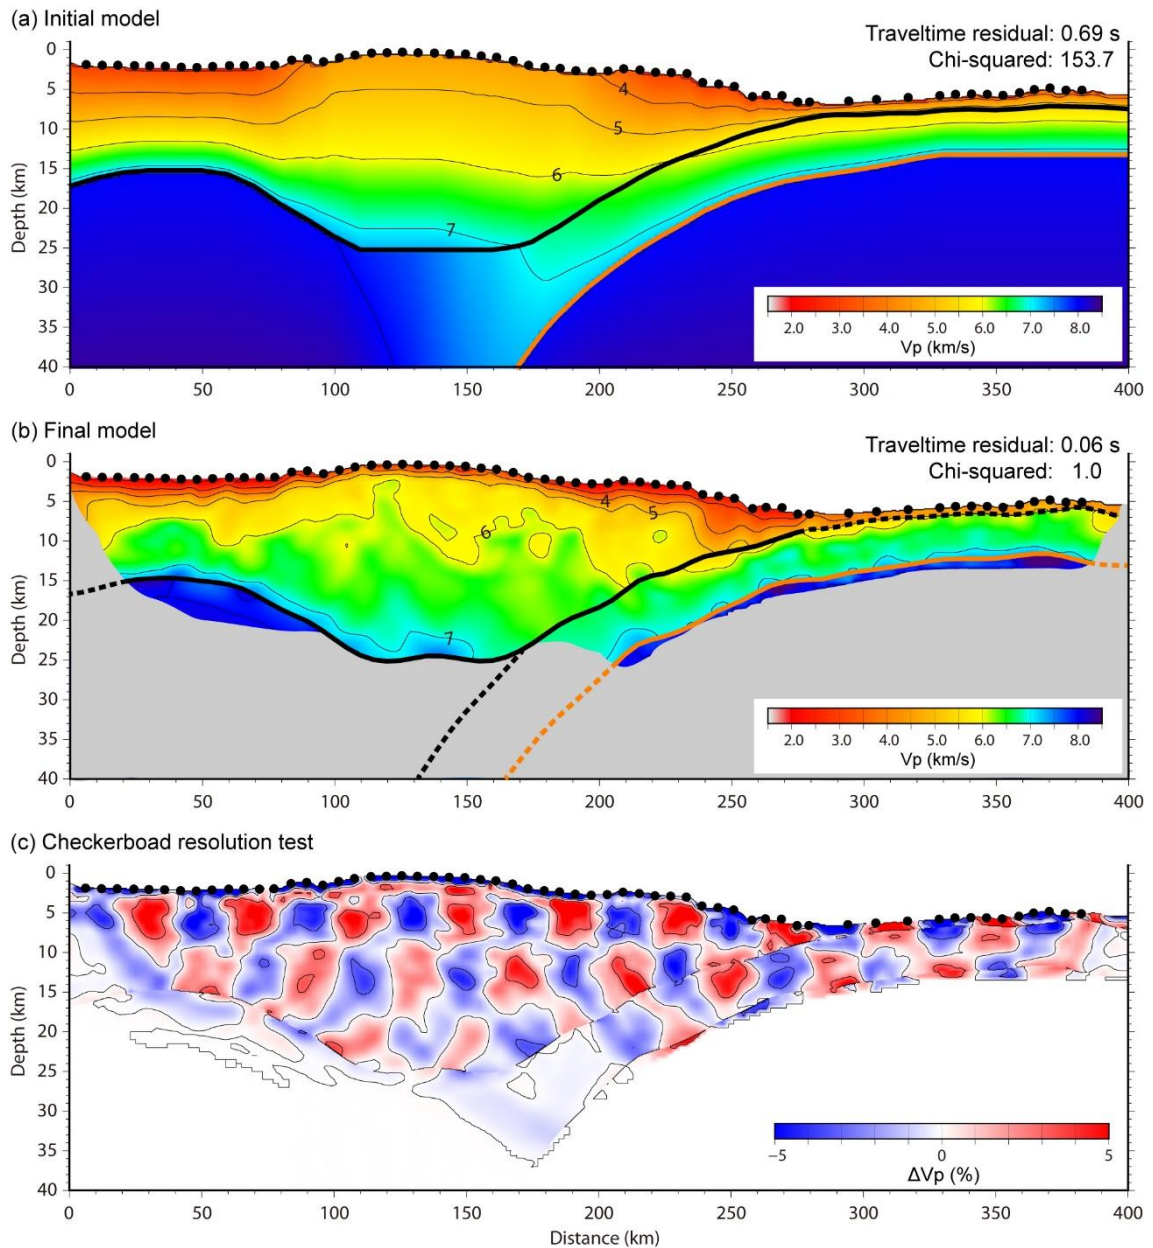 (a) Initial model
Traveltime residual: 0.69 s
Chi-squared: 153.7
0
5
10
15
20
25
30
35
40
Depth (km)
4
5
6
7
2.0 3.0 4.0 5.0 6.0 7.0 8.0
Vp (km/s)
0 50 100 150 200 250 300 350 400
(b) Final model
Traveltime residual: 0.06 s
Chi-squared: 1.0
0
5
10
15
20
25
30
35
40
Depth (km)
4
5
6
7
2.0 3.0 4.0 5.0 6.0 7.0 8.0
Vp (km/s)
0 50 100 150 200 250 300 350 400
(c) Checkerboad resolution test
0
5
10
15
20
25
30
35
40
Depth (km)
−5 0 5
ΔVp (%)
0 50 100 150 200 250 300 350 400
Distance (km)